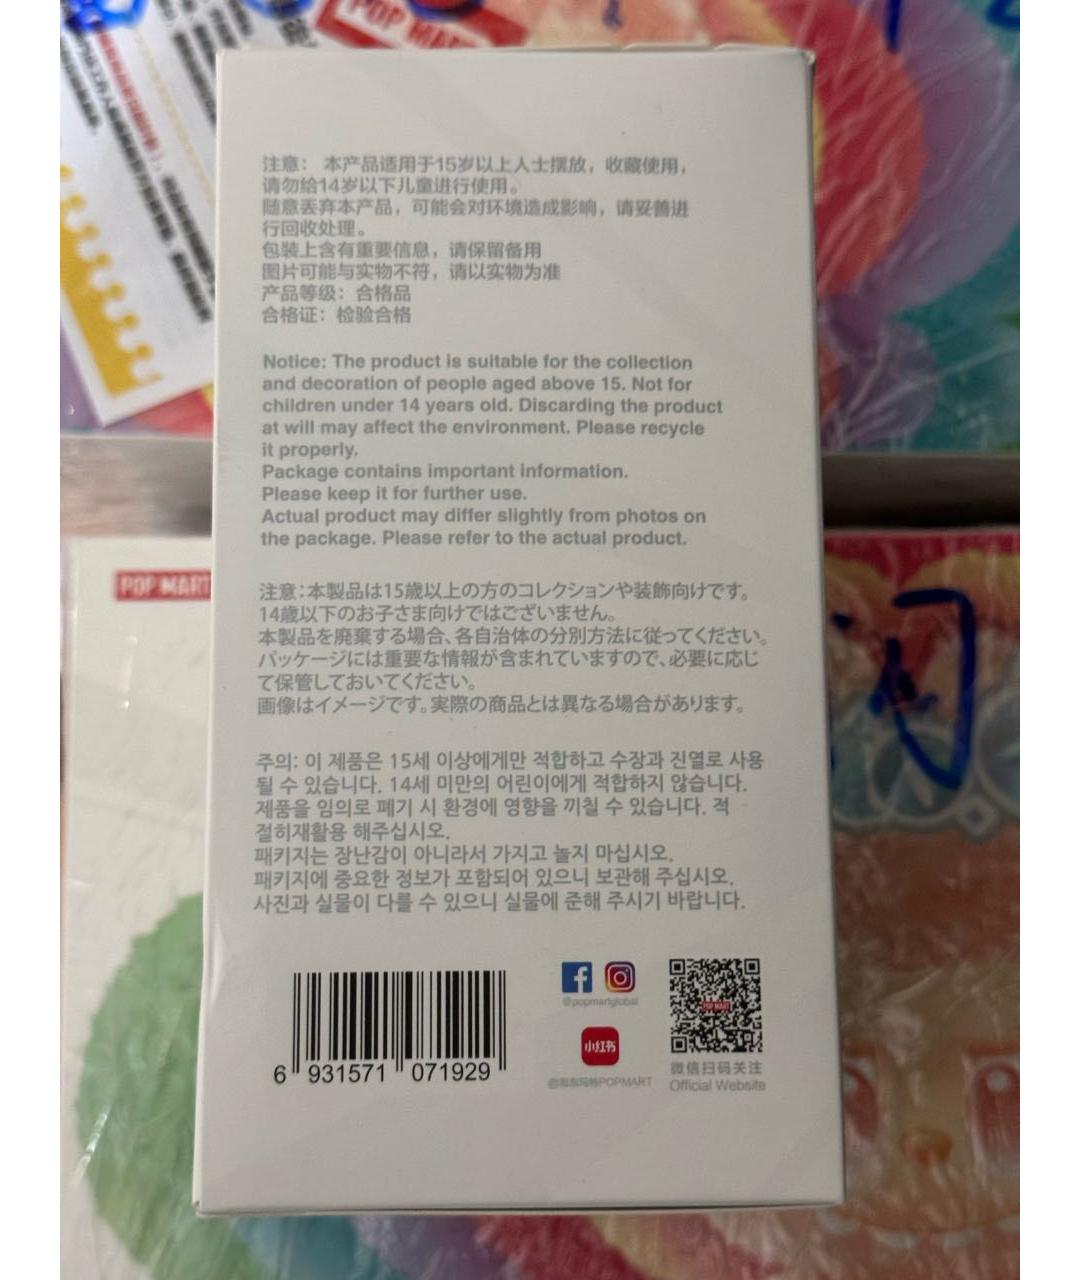 POP MART
注意： 本产品适用于15岁以上人士摆放，收藏使用，
请勿给14岁以下儿童进行使用。
随意丢弃本产品，可能会对环境造成影响，请妥善进
行回收处理。
包装上含有重要信息，请保留备用
图片可能与实物不符，请以实物为准
产品等级：合格品
合格证：检验合格
Notice: The product is suitable for the collection
and decoration of people aged above 15. Not for
children under 14 years old. Discarding the product
at will may affect the environment. Please recycle
it properly.
Package contains important information.
Please keep it for further use.
Actual product may differ slightly from photos on
the package. Please refer to the actual product.
POP MART
注意：本製品は15歳以上の方のコレクションや装飾向けです。
14歳以下のお子さま向けではございません。
本製品を廃棄する場合、各自治体の分別方法に従ってください。
パッケージには重要な情報が含まれていますので、必要に応じ
て保管しておいてください。
画像はイメージです。実際の商品とは異なる場合があります。
주의: 이 제품은 15세 이상에게만 적합하고 수장과 진열로 사용
될 수 있습니다. 14세 미만의 어린이에게 적합하지 않습니다.
제품을 임의로 폐기 시 환경에 영향을 끼칠 수 있습니다. 적
절히재활용 해주십시오.
패키지는 장난감이 아니라서 가지고 놀지 마십시오.
패키지에 중요한 정보가 포함되어 있으니 보관해 주십시오.
사진과 실물이 다를 수 있으니 실물에 준해 주시기 바랍니다.
@popmartglobal
POP MART
小红书
@泡泡玛特POPMART
微信扫码关注
Official Website
6 931571 071929